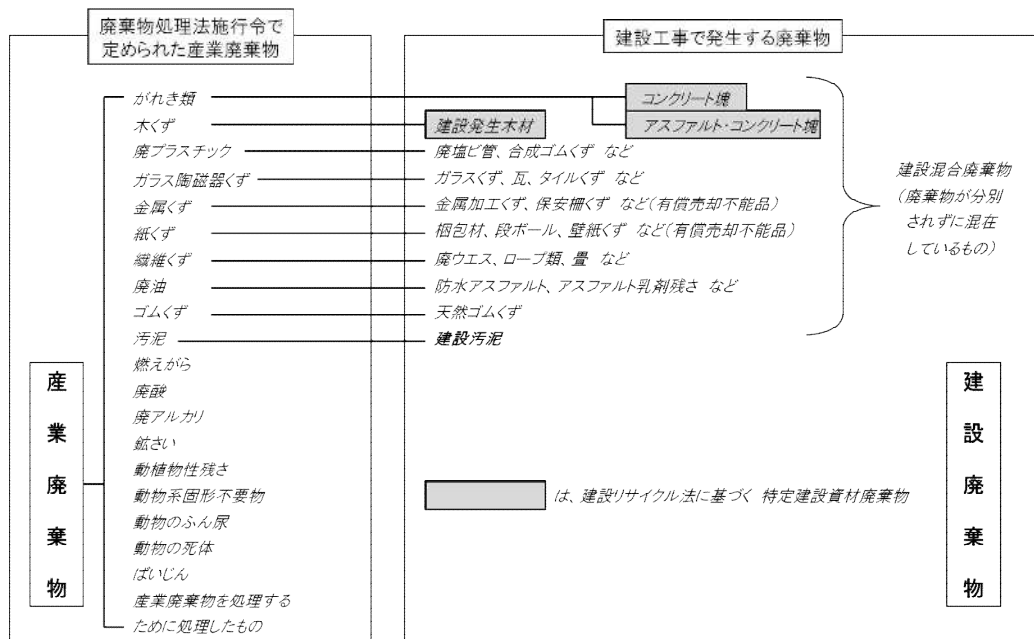 廃棄物処理法施行令で
定められた産業廃棄物
建設工事で発生する廃棄物
がれき類
コンクリート塊
木くず
建設発生木材
アスファルト・コンクリート塊
廃プラスチック
廃塩ビ管、合成ゴムくず など
ガラス陶磁器くず
ガラスくず、瓦、タイルくず など
金属くず
金属加工くず、保安柵くず など(有償売却不能品)
紙くず
梱包材、段ボール、壁紙くず など(有償売却不能品)
繊維くず
廃ウエス、ロープ類、畳 など
廃油
防水アスファルト、アスファルト乳剤残さ など
ゴムくず
天然ゴムくず
汚泥
建設汚泥
建設混合廃棄物
(廃棄物が分別
されずに混在
しているもの)
燃えがら
廃酸
廃アルカリ
鉱さい
動植物性残さ
動物系固形不要物
動物のふん尿
動物の死体
ばいじん
産業廃棄物を処理する
ために処理したもの
産業廃棄物
は、建設リサイクル法に基づく 特定建設資材廃棄物
建設廃棄物